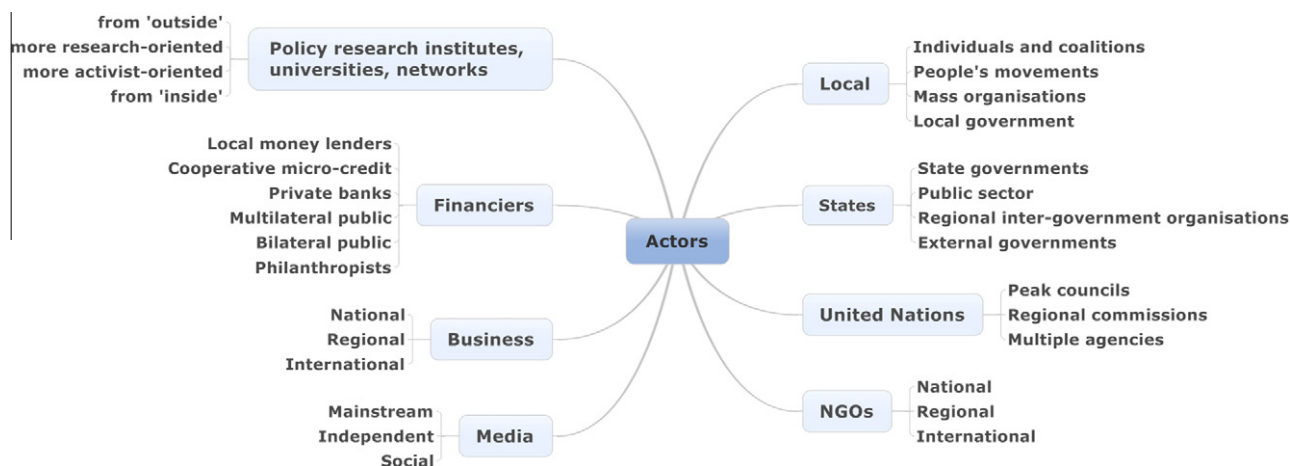 from 'outside'
more research-oriented
more activist-oriented
from 'inside'
Policy research institutes,
universities, networks
Local money lenders
Cooperative micro-credit
Private banks
Multilateral public
Bilateral public
Philanthropists
Financiers
National
Regional
International
Business
Mainstream
Independent
Social
Media
Actors
Local
Individuals and coalitions
People's movements
Mass organisations
Local government
States
State governments
Public sector
Regional inter-government organisations
External governments
United Nations
Peak councils
Regional commissions
Multiple agencies
NGOs
National
Regional
International